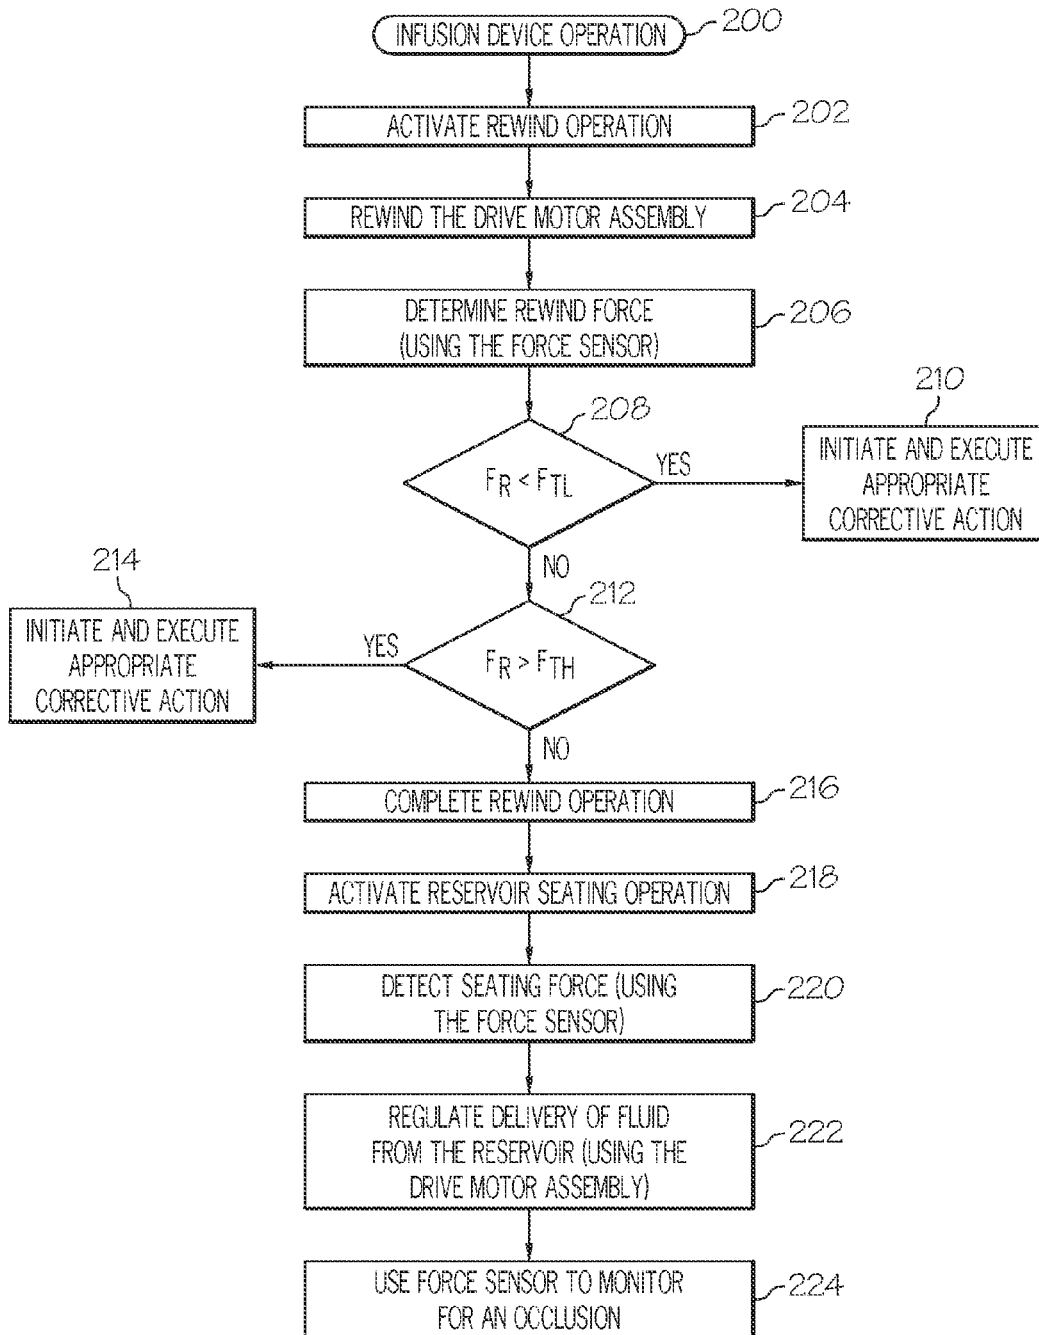 INFUSION DEVICE OPERATION
200
ACTIVATE REWIND OPERATION
202
REWIND THE DRIVE MOTOR ASSEMBLY
204
DETERMINE REWIND FORCE
(USING THE FORCE SENSOR)
206
208
FR < FTL
YES
NO
210
INITIATE AND EXECUTE
APPROPRIATE
CORRECTIVE ACTION
212
FR > FTH
YES
NO
214
INITIATE AND EXECUTE
APPROPRIATE
CORRECTIVE ACTION
COMPLETE REWIND OPERATION
216
ACTIVATE RESERVOIR SEATING OPERATION
218
DETECT SEATING FORCE (USING
THE FORCE SENSOR)
220
REGULATE DELIVERY OF FLUID
FROM THE RESERVOIR (USING THE
DRIVE MOTOR ASSEMBLY)
222
USE FORCE SENSOR TO MONITOR
FOR AN OCCLUSION
224